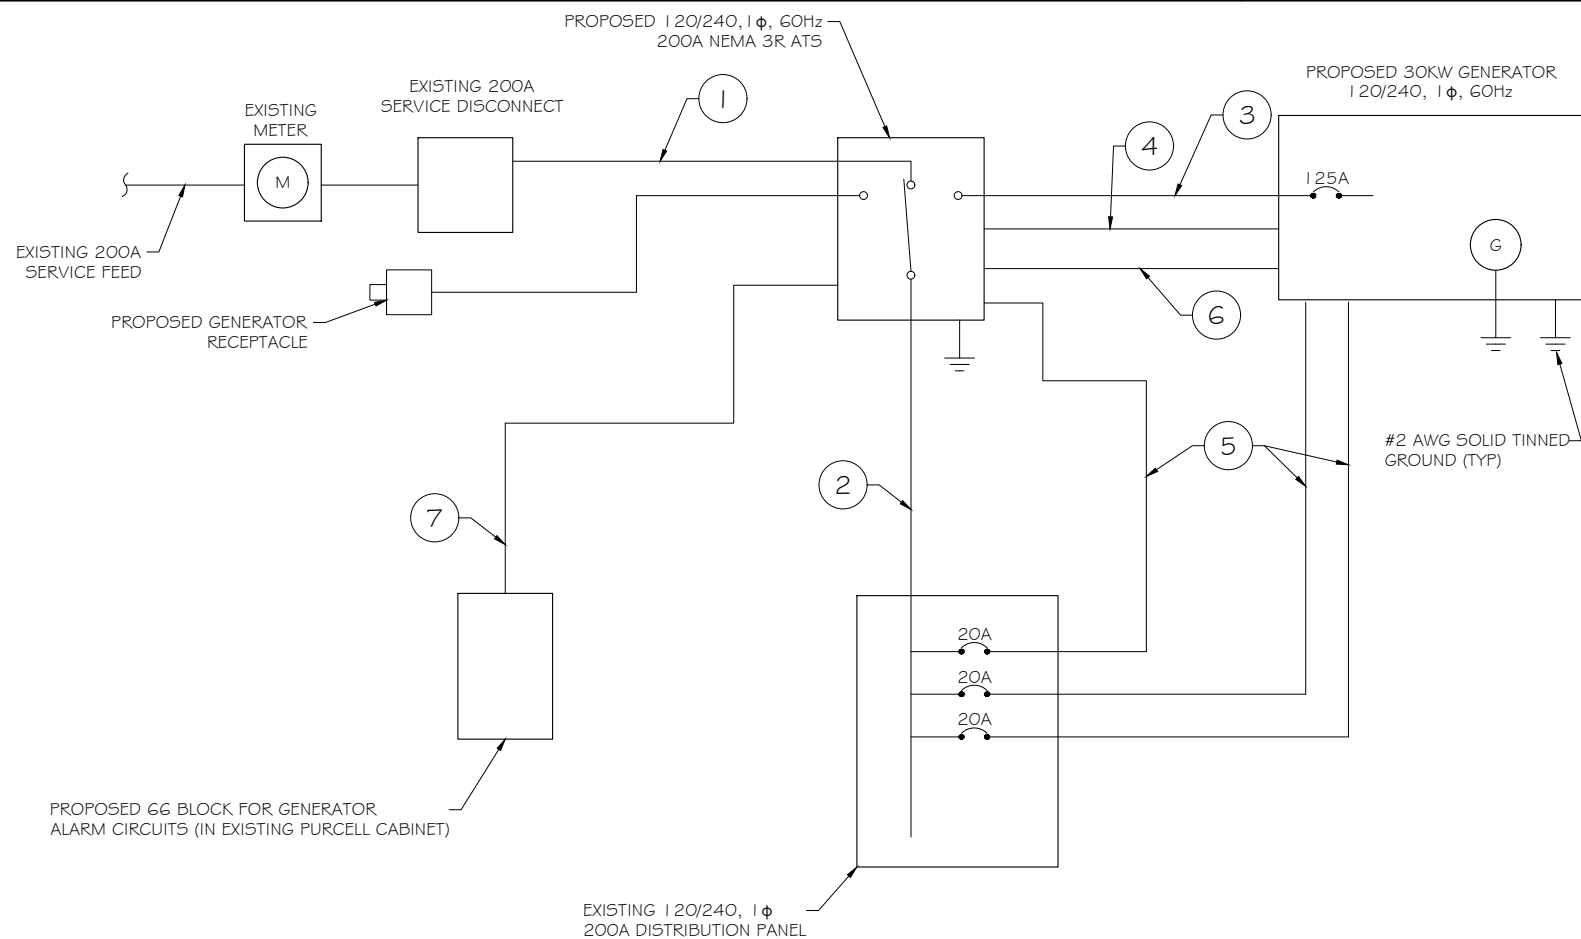 PROPOSED 120/240, 1ϕ, 60Hz
200A NEMA 3R ATS
EXISTING 200A
SERVICE DISCONNECT
1
PROPOSED 30KW GENERATOR
120/240, 1ϕ, 60Hz
EXISTING
METER
3
4
M
125A
EXISTING 200A
SERVICE FEED
G
6
PROPOSED GENERATOR
RECEPTACLE
5
#2 AWG SOLID TINNED
GROUND (TYP)
2
7
20A
20A
20A
PROPOSED 66 BLOCK FOR GENERATOR
ALARM CIRCUITS (IN EXISTING PURCELL CABINET)
EXISTING 120/240, 1ϕ
200A DISTRIBUTION PANEL